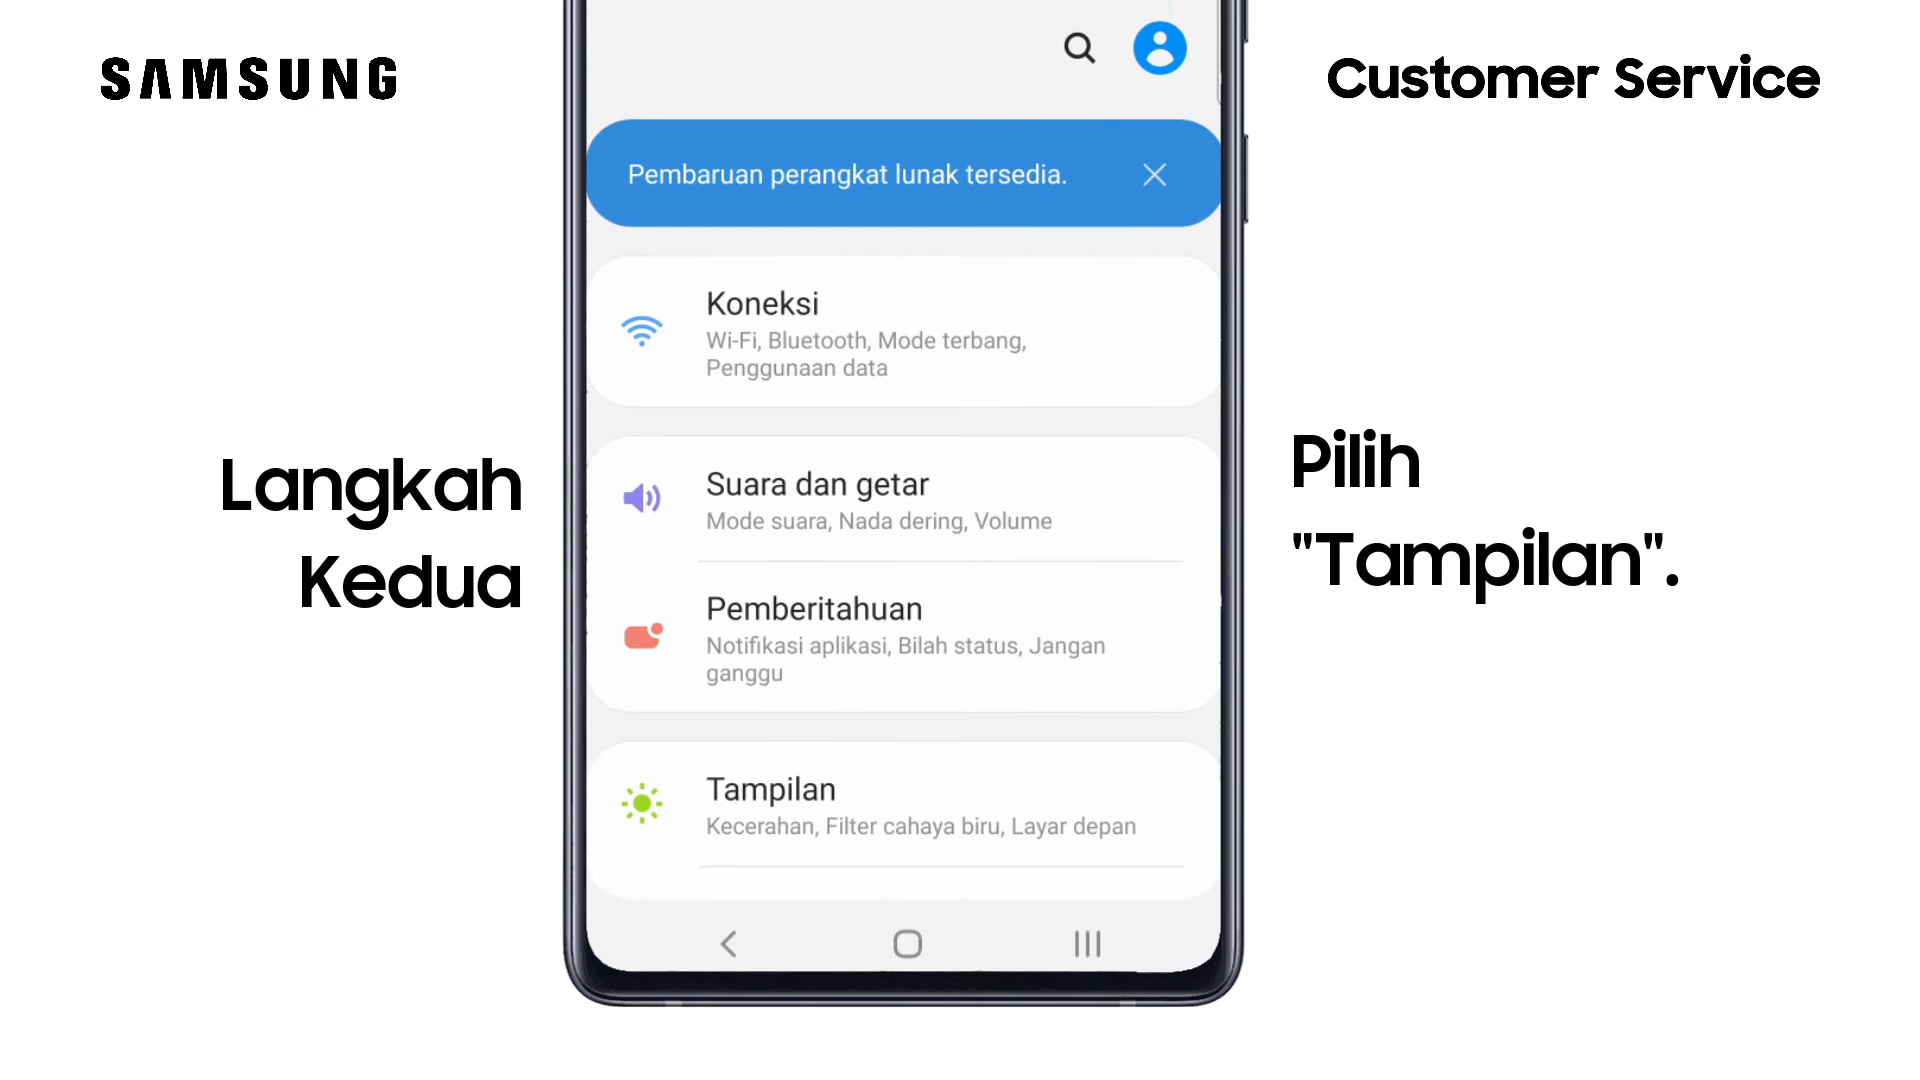 SAMSUNG
Customer Service
Pembaruan perangkat lunak tersedia.
Koneksi
Wi-Fi, Bluetooth, Mode terbang,
Penggunaan data
Suara dan getar
Mode suara, Nada dering, Volume
Pemberitahuan
Notifikasi aplikasi, Bilah status, Jangan
ganggu
Tampilan
Kecerahan, Filter cahaya biru, Layar depan
Langkah
Kedua
Pilih
"Tampilan".